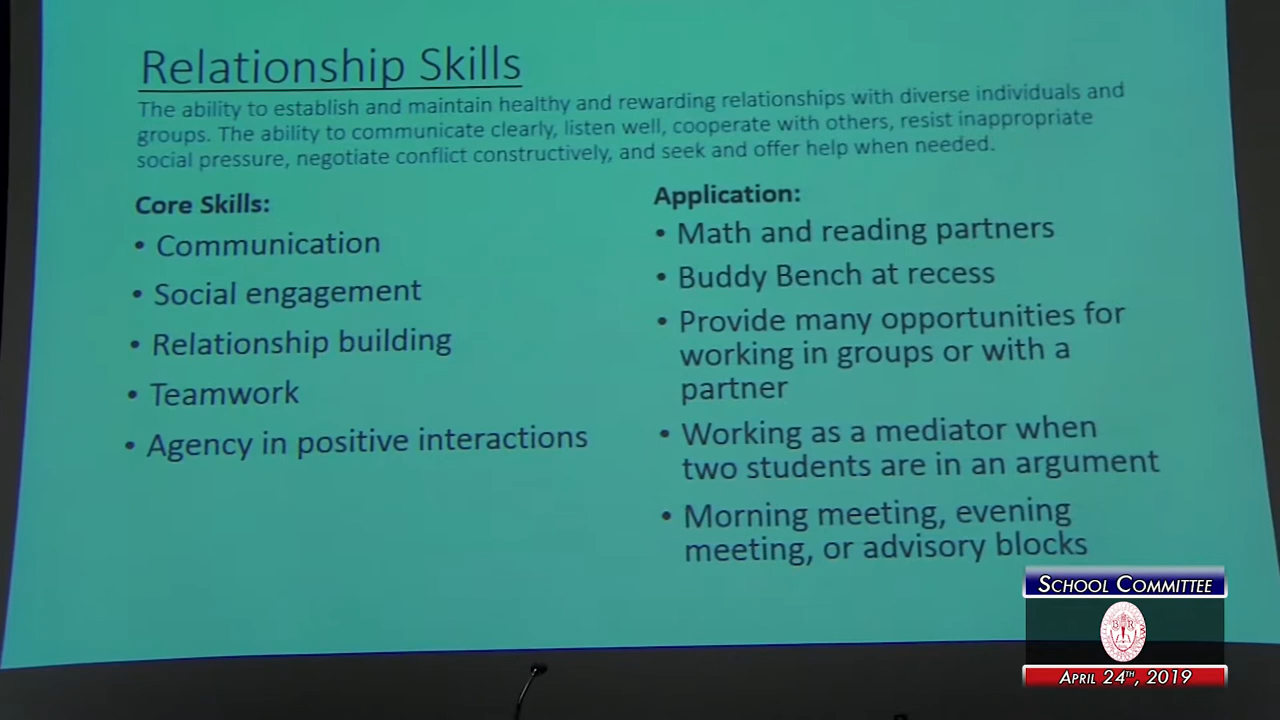 Relationship Skills
The ability to establish and maintain healthy and rewarding relationships with diverse individuals and
groups. The ability to communicate clearly, listen well, cooperate with others, resist inappropriate
social pressure, negotiate conflict constructively, and seek and offer help when needed.
Core Skills:
• Communication
• Social engagement
• Relationship building
• Teamwork
• Agency in positive interactions
Application:
• Math and reading partners
• Buddy Bench at recess
• Provide many opportunities for
working in groups or with a
partner
• Working as a mediator when
two students are in an argument
• Morning meeting, evening
meeting, or advisory blocks
SCHOOL COMMITTEE
B R
APRIL 24TH, 2019